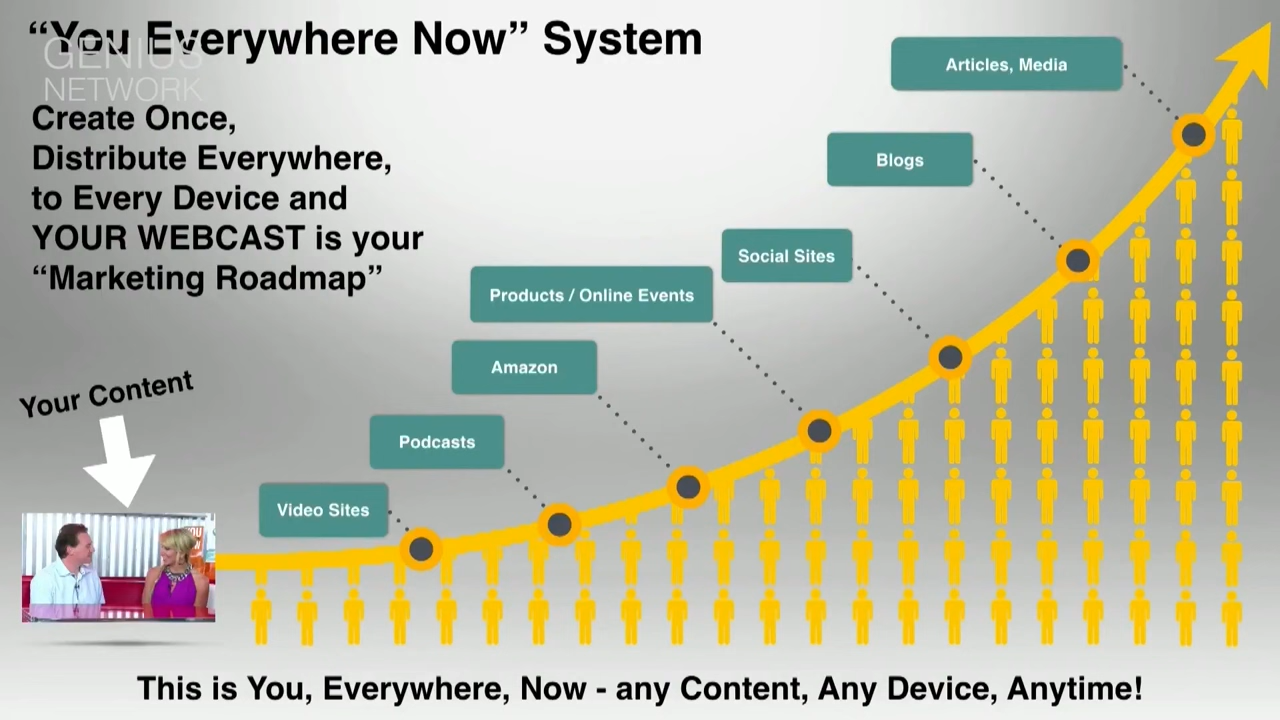 “You Everywhere Now” System
GENIUS
NETWORK
Create Once,
Distribute Everywhere,
to Every Device and
YOUR WEBCAST is your
“Marketing Roadmap”
Articles, Media
Blogs
Social Sites
Products / Online Events
Amazon
Podcasts
Video Sites
Your Content
This is You, Everywhere, Now - any Content, Any Device, Anytime!